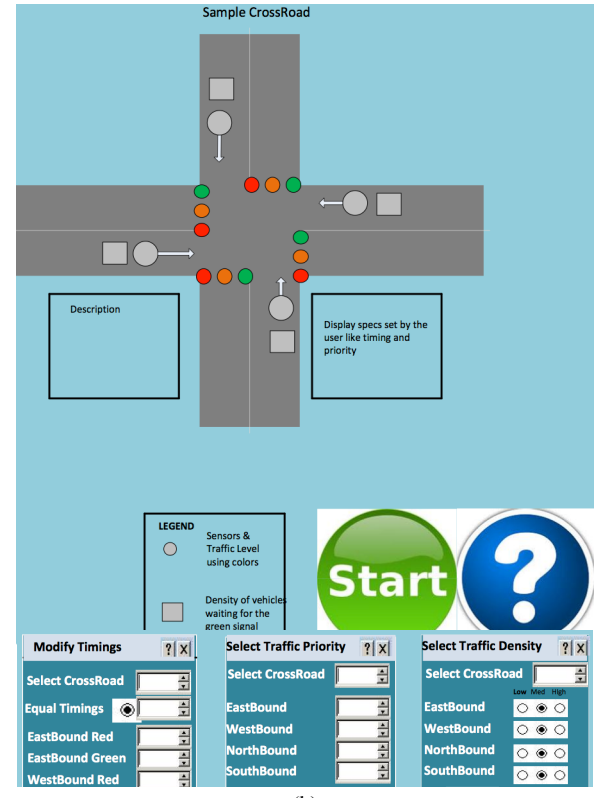 Sample CrossRoad
Description
Display specs set by the
user like timing and
priority
LEGEND
Sensors &
Traffic Level
using colors
Density of vehicles
waiting for the
green signal
Start
?
Modify Timings ? X
Select CrossRoad
Equal Timings
EastBound Red
EastBound Green
WestBound Red
Select Traffic Priority ? X
Select CrossRoad
EastBound
WestBound
NorthBound
SouthBound
Select Traffic Density ? X
Select CrossRoad
Low Med High
EastBound
WestBound
NorthBound
SouthBound